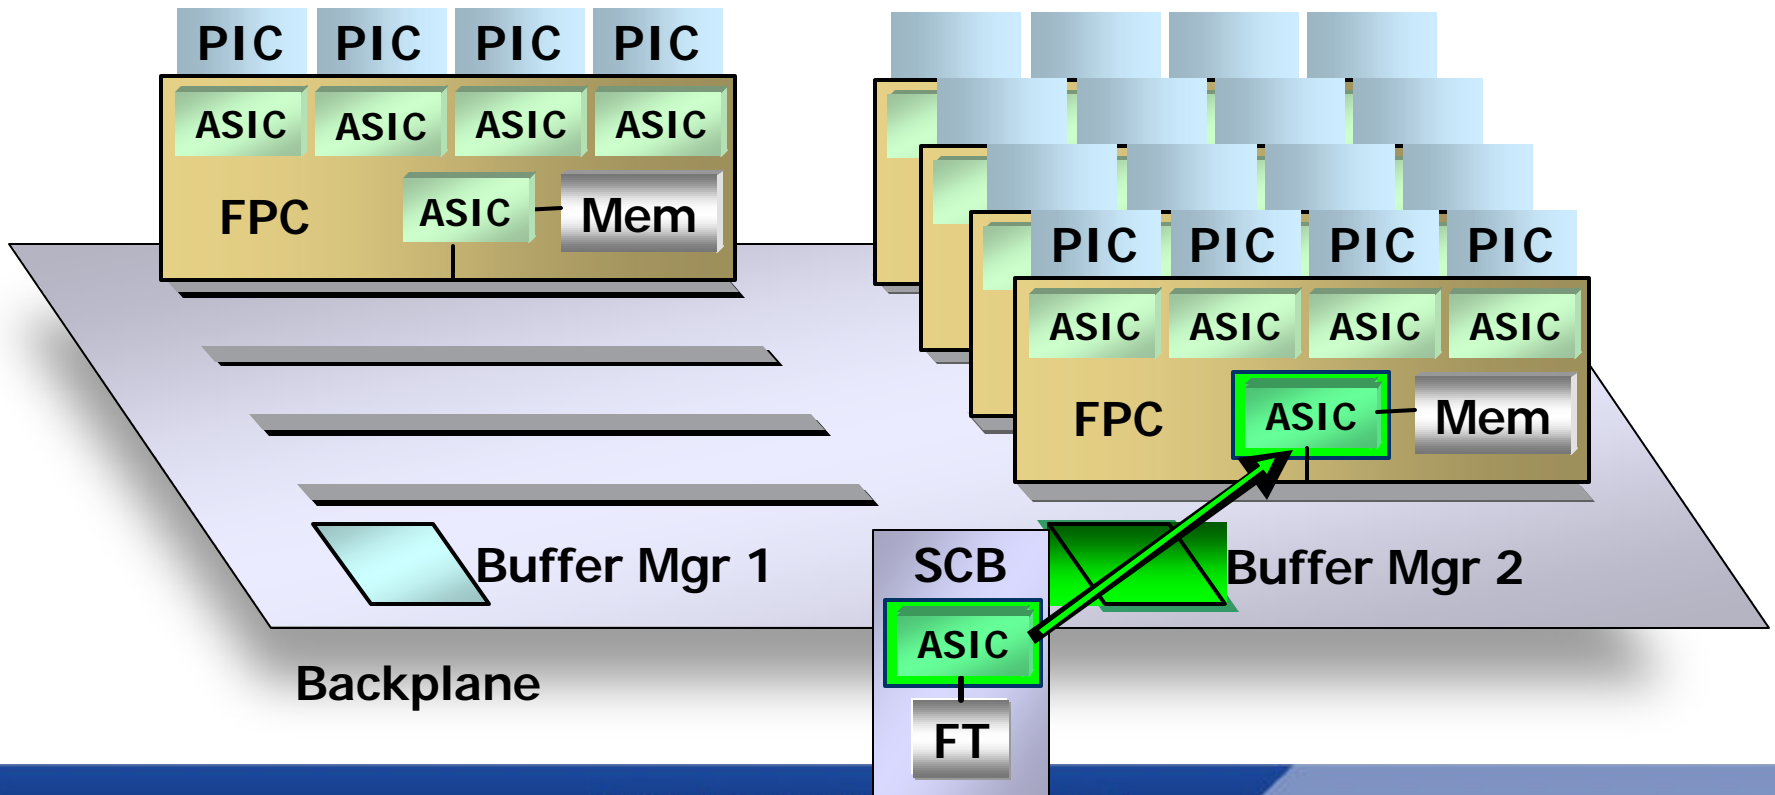 PIC PIC PIC PIC
ASIC ASIC ASIC ASIC
FPC ASIC Mem
PIC PIC PIC PIC
ASIC ASIC ASIC ASIC
FPC ASIC Mem
Buffer Mgr 1
SCB
Buffer Mgr 2
ASIC
FT
Backplane